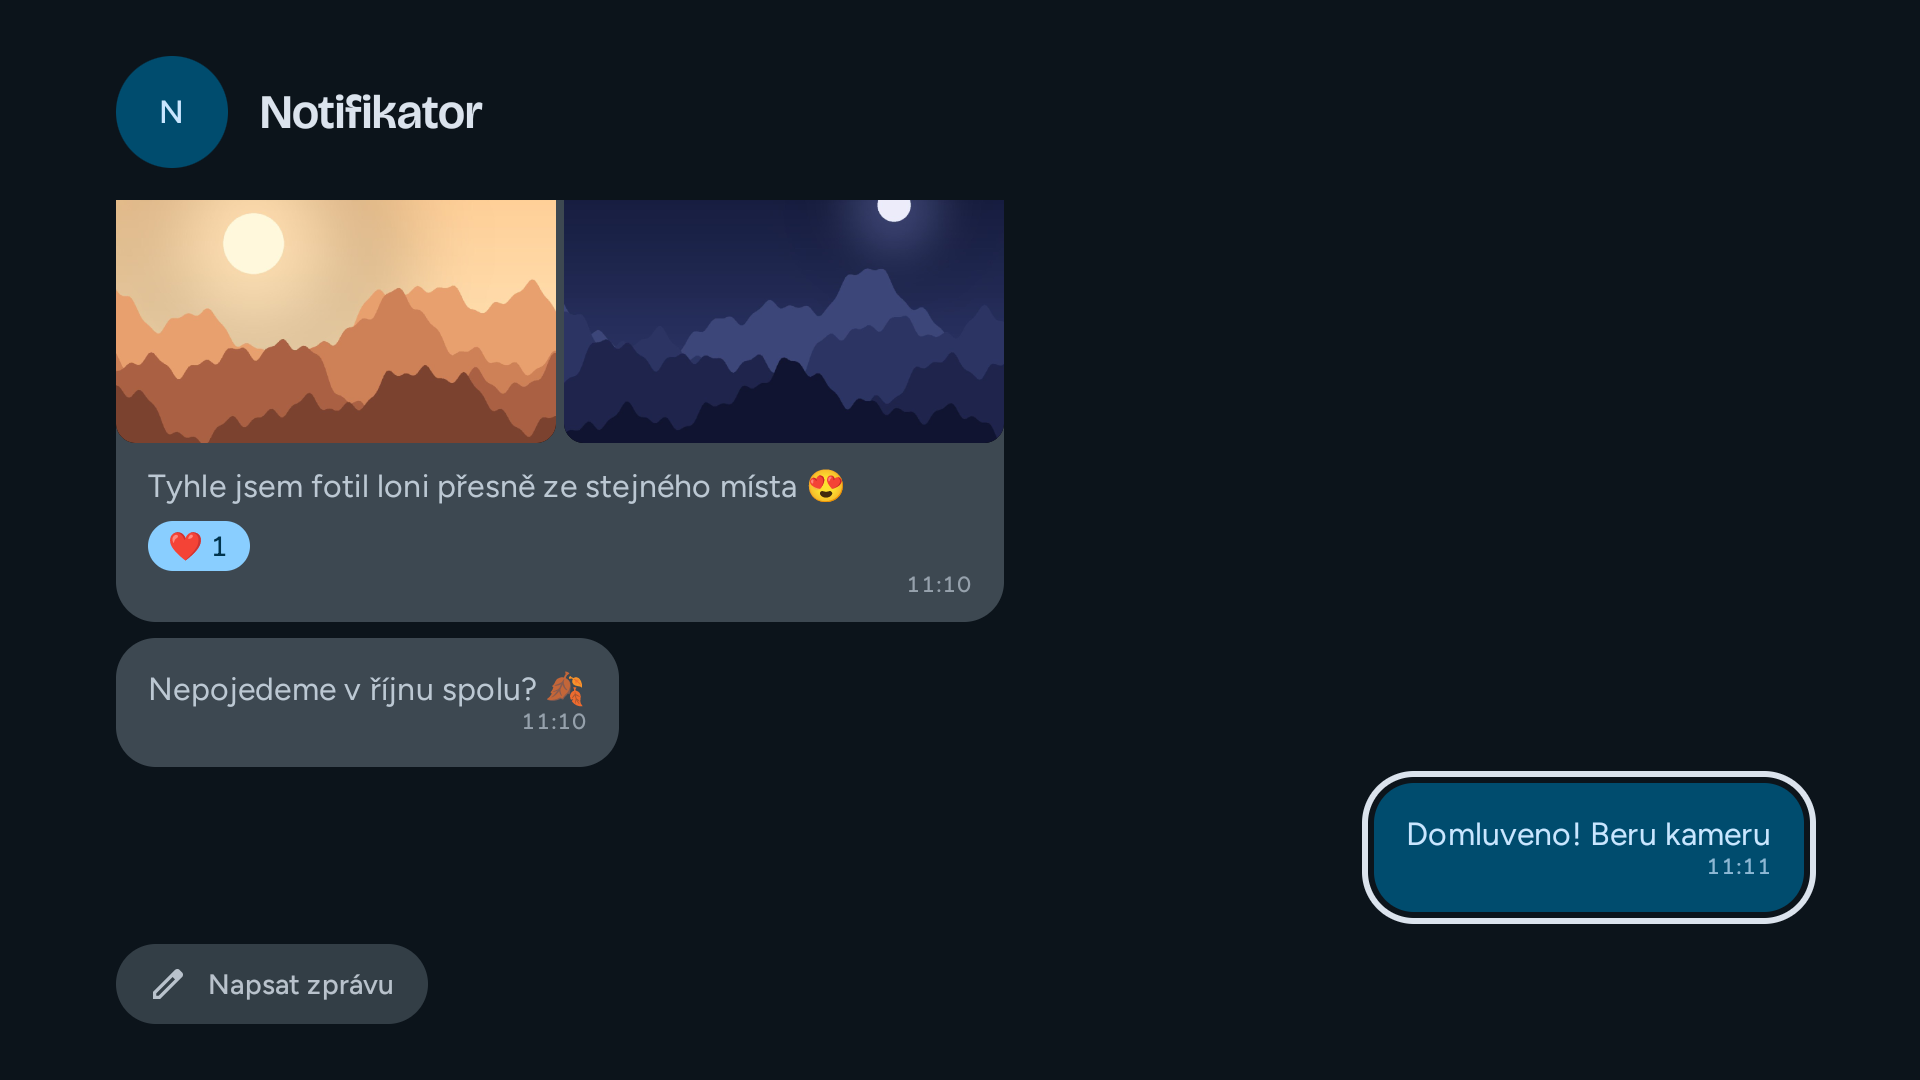 N
Notifikator
Tyhle jsem fotil loni přesně ze stejného místa 😍
❤️ 1
11:10
Nepojedeme v říjnu spolu? 🍂
11:10
Domluveno! Beru kameru
11:11
Napsat zprávu